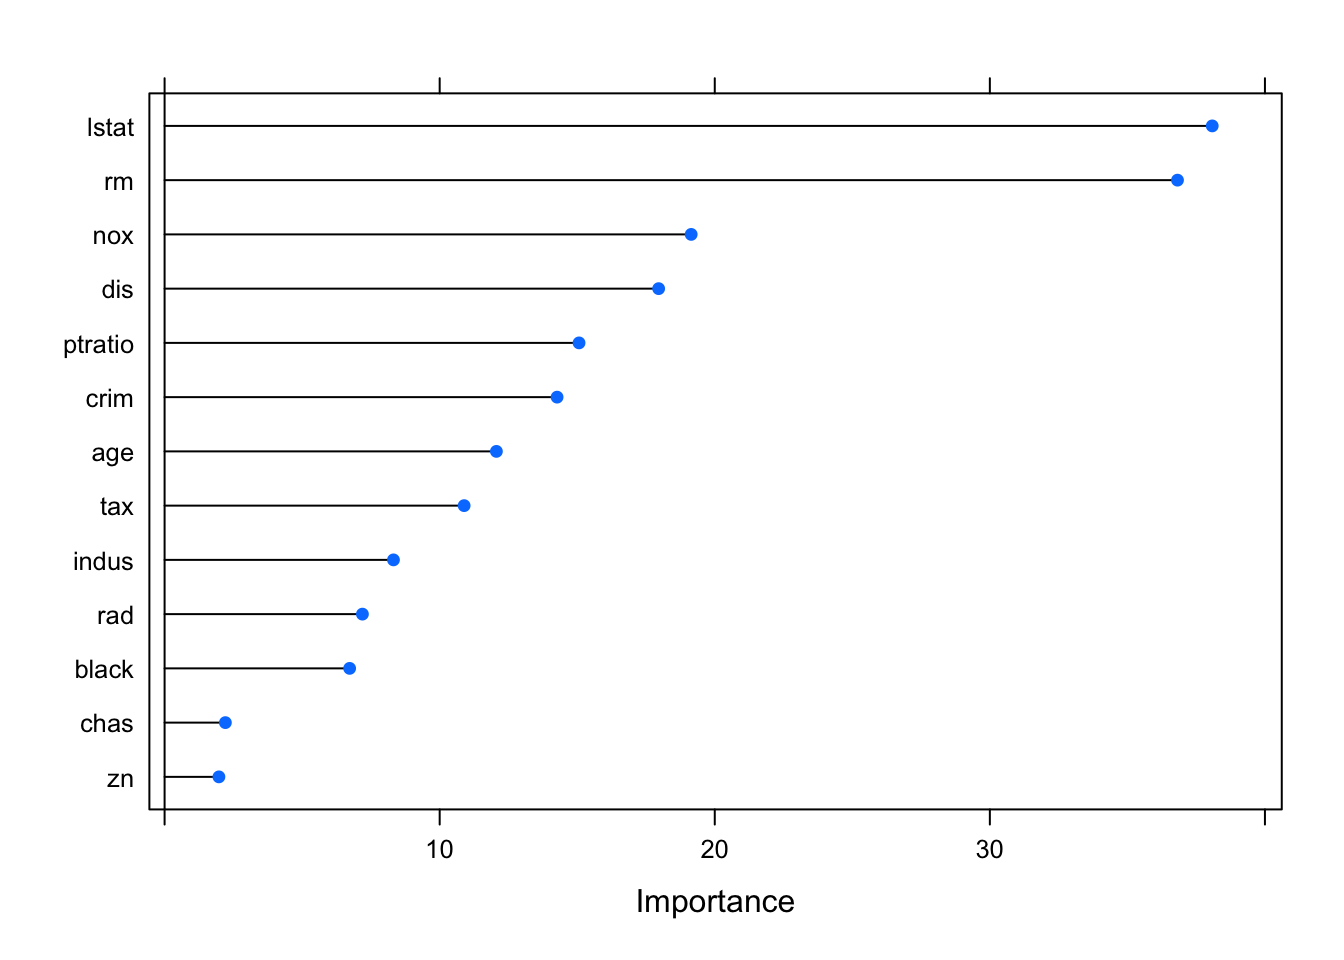 lstat
rm
nox
dis
ptratio
crim
age
tax
indus
rad
black
chas
zn
10 20 30
Importance